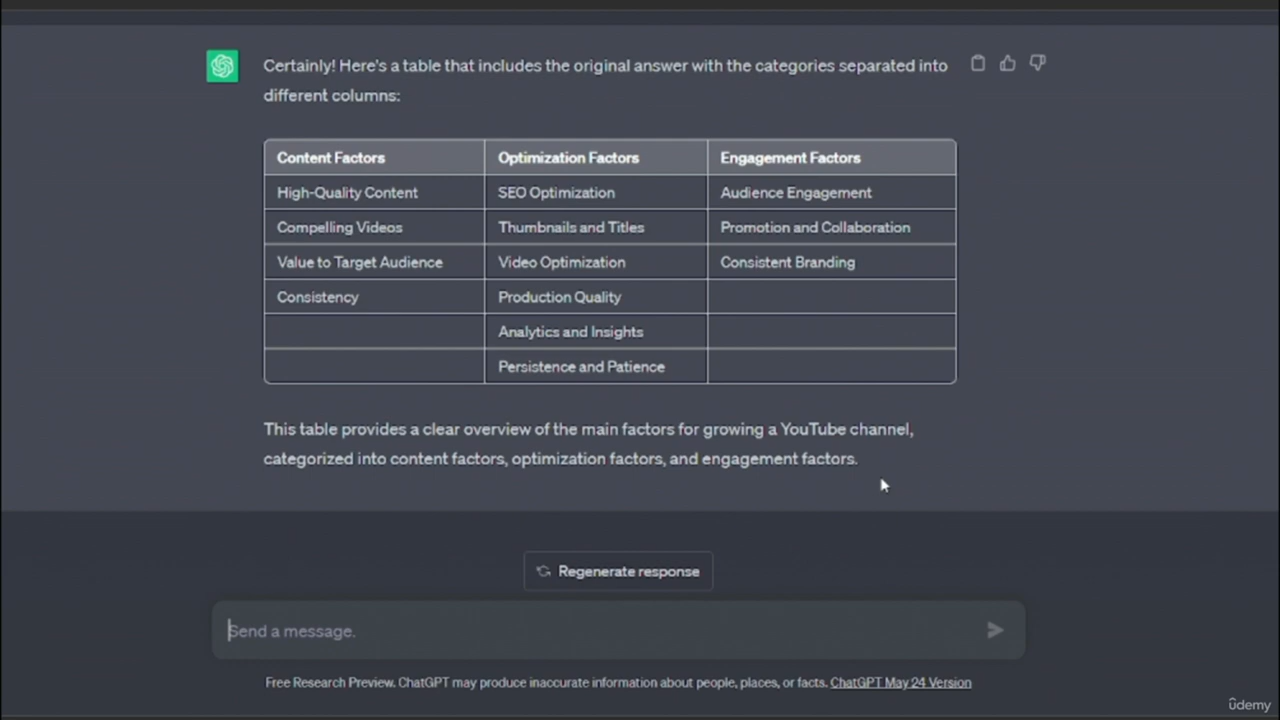 Certainly! Here's a table that includes the original answer with the categories separated into
different columns:
Content Factors Optimization Factors Engagement Factors
High-Quality Content SEO Optimization Audience Engagement
Compelling Videos Thumbnails and Titles Promotion and Collaboration
Value to Target Audience Video Optimization Consistent Branding
Consistency Production Quality
Analytics and Insights
Persistence and Patience
This table provides a clear overview of the main factors for growing a YouTube channel,
categorized into content factors, optimization factors, and engagement factors.
Regenerate response
Send a message.
Free Research Preview. ChatGPT may produce inaccurate information about people, places, or facts. ChatGPT May 24 Version
ûdemy